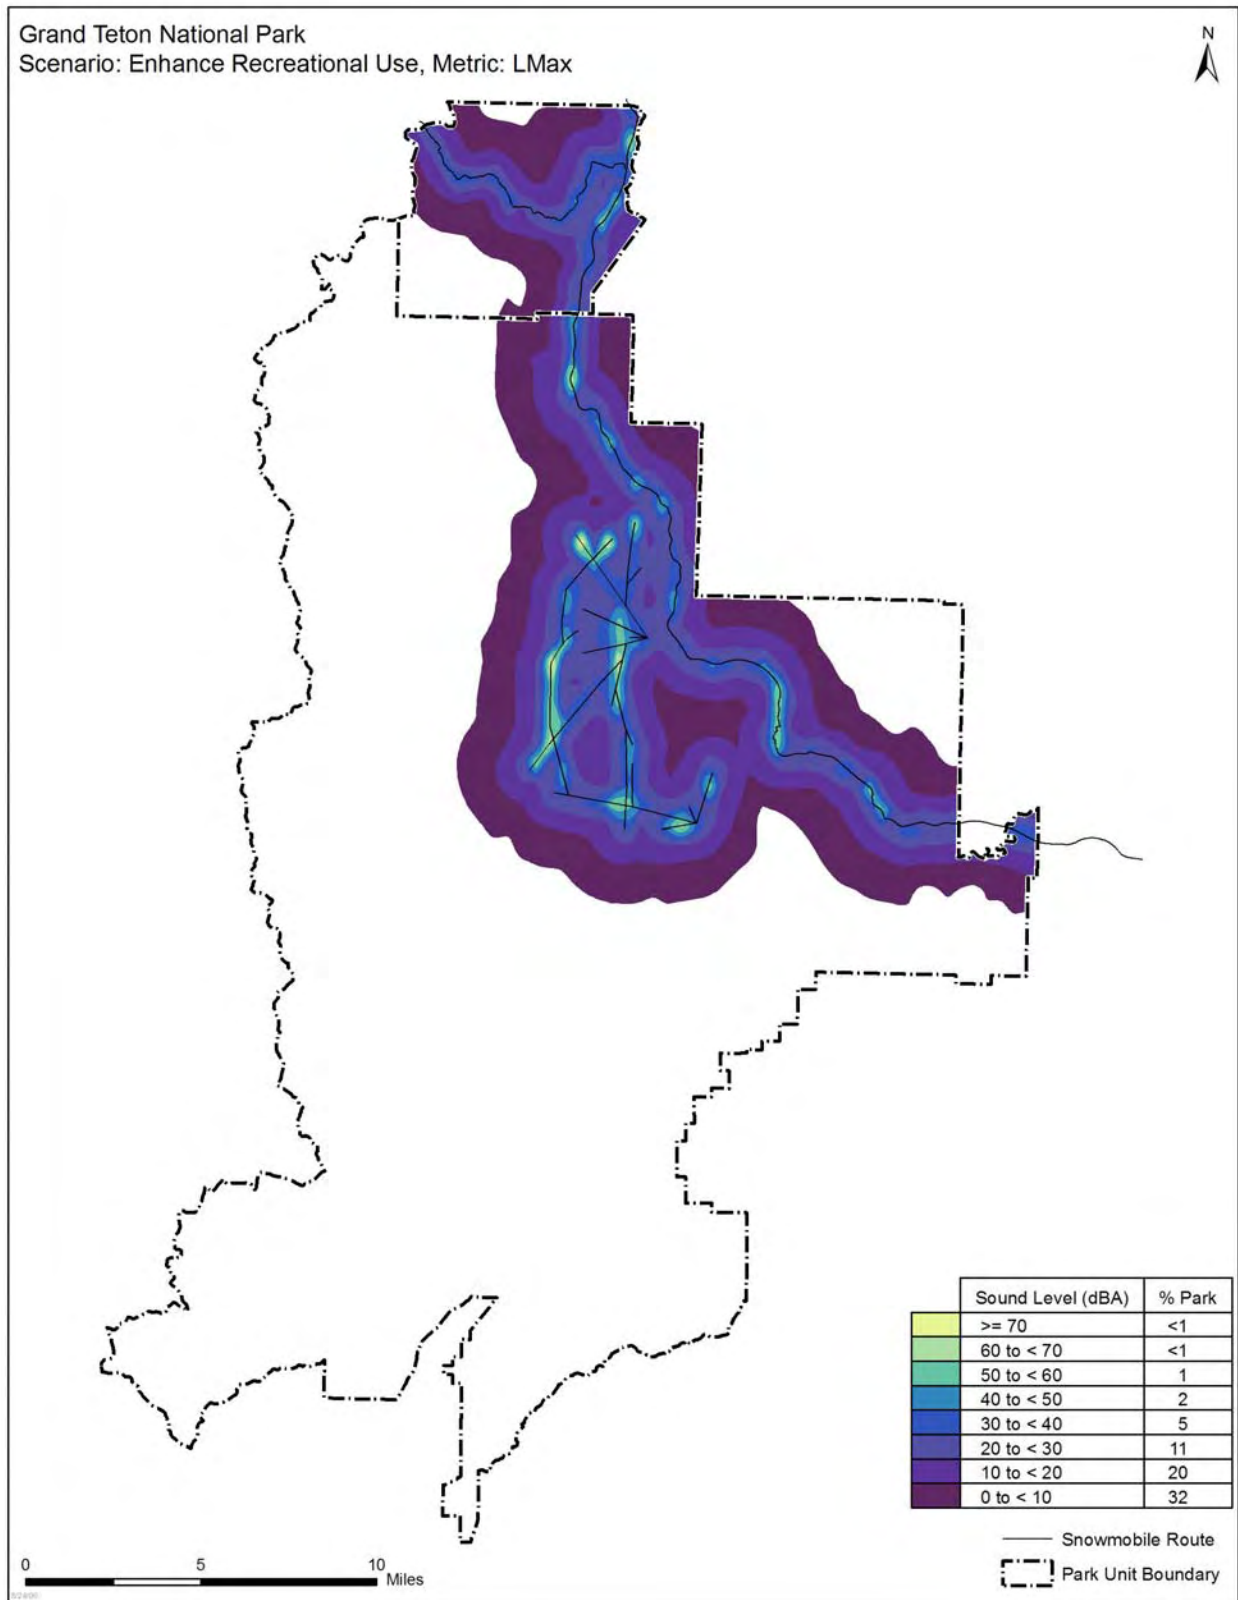 Grand Teton National Park
Scenario: Enhance Recreational Use, Metric: LMax
N
Sound Level (dBA) % Park
>= 70 <1
60 to < 70 <1
50 to < 60 1
40 to < 50 2
30 to < 40 5
20 to < 30 11
10 to < 20 20
0 to < 10 32
Snowmobile Route
Park Unit Boundary
0 5 10
Miles